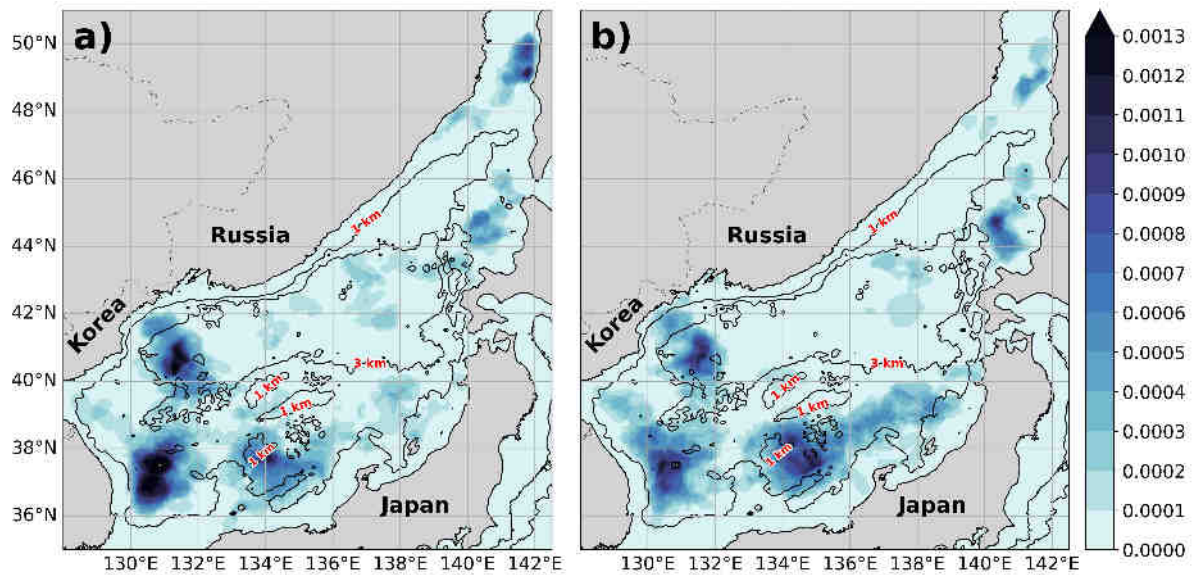 a)
50°N
48°N
46°N
44°N
42°N
40°N
38°N
36°N
1 km
Russia
Korea
3 km
1 km
1 km
1 km
Japan
130°E 132°E 134°E 136°E 138°E 140°E 142°E
b)
1 km
Russia
Korea
3 km
1 km
1 km
1 km
Japan
130°E 132°E 134°E 136°E 138°E 140°E 142°E
0.0013
0.0012
0.0011
0.0010
0.0009
0.0008
0.0007
0.0006
0.0005
0.0004
0.0003
0.0002
0.0001
0.0000